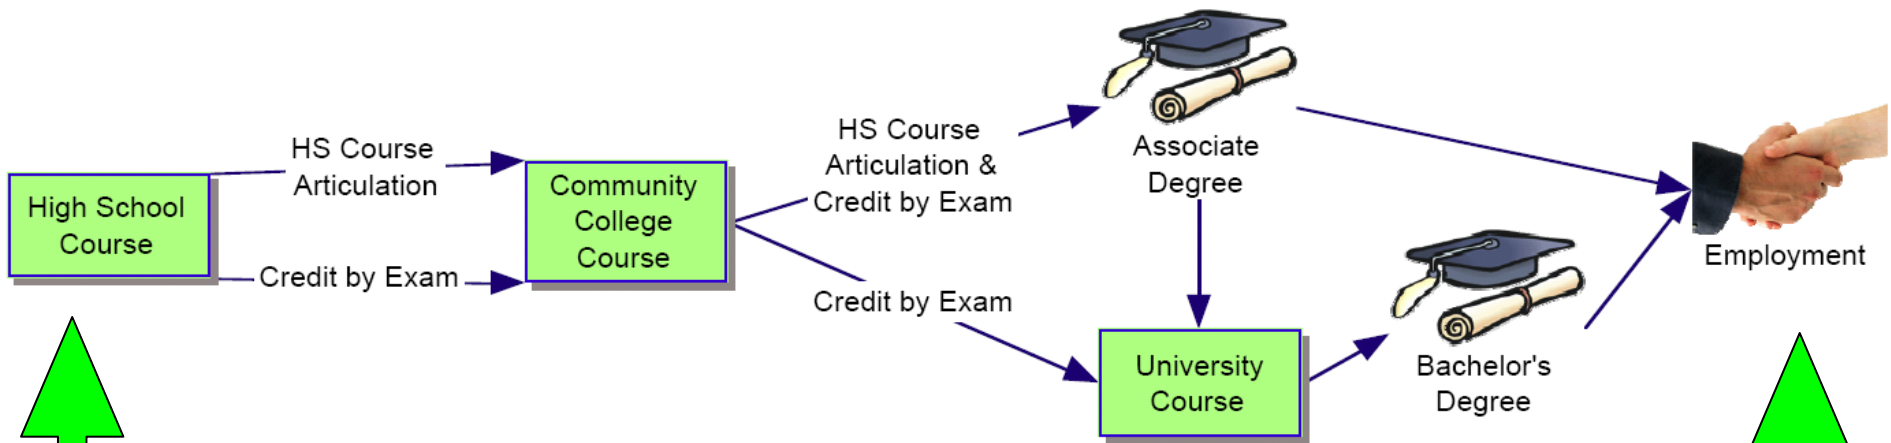 High School
Course
HS Course
Articulation
Credit by Exam
Community
College
Course
HS Course
Articulation &
Credit by Exam
Credit by Exam
Associate
Degree
University
Course
Bachelor's
Degree
Employment